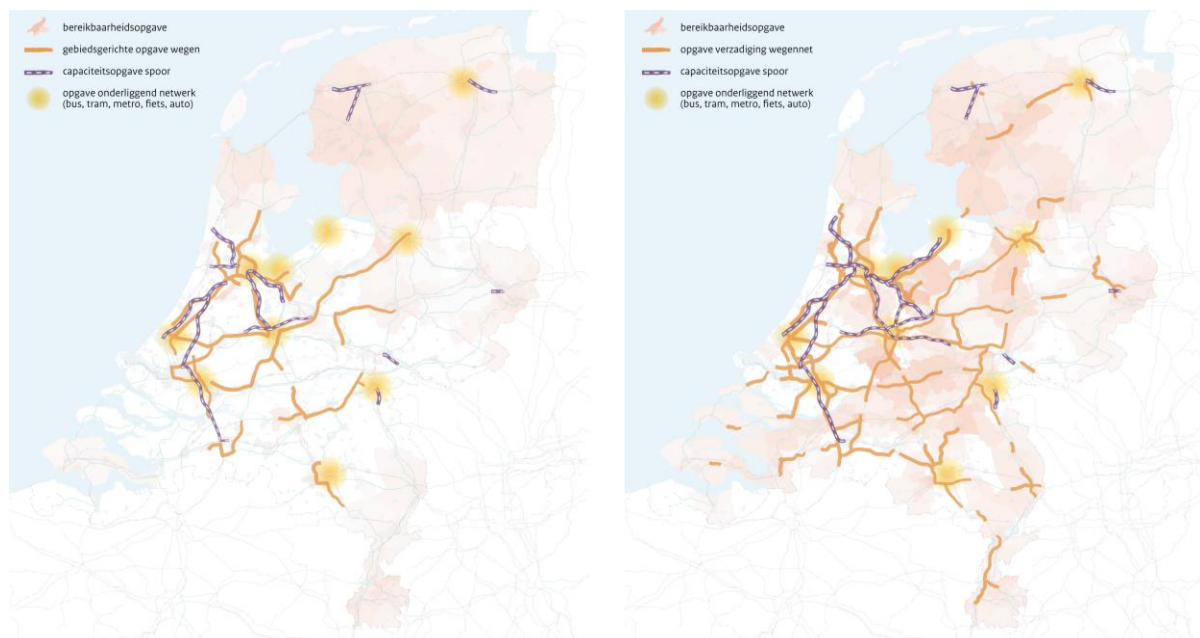 bereikbaarheidsopgave
gebiedsgerichte opgave wegen
capaciteitsopgave spoor
opgave onderliggend netwerk
(bus, tram, metro, fiets, auto)
bereikbaarheidsopgave
opgave verzadiging wegennet
capaciteitsopgave spoor
opgave onderliggend netwerk
(bus, tram, metro, fiets, auto)